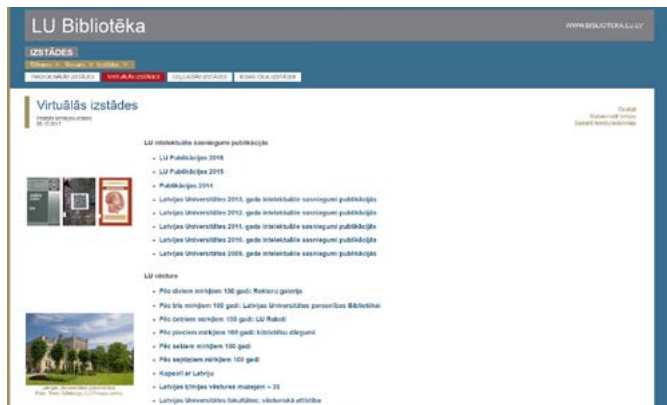 LU Bibliotēka
WWW.BIBLIOTEKA.LU.LV
IZSTĀDES
Sākums > Resursi > Izstādes >
TRADICIONĀLĀS IZSTĀDES
VIRTUĀLĀS IZSTĀDES
CEĻOJOŠĀS IZSTĀDES
Virtuālās izstādes
LU intelektuālie sasniegumi publikācijās
LU Publikācijas 2016
LU Publikācijas 2015
Publikācijas 2014
Latvijas Universitātes 2013. gada intelektuālie sasniegumi publikācijās
Latvijas Universitātes 2012. gada intelektuālie sasniegumi publikācijās
Latvijas Universitātes 2011. gada intelektuālie sasniegumi publikācijās
Latvijas Universitātes 2010. gada intelektuālie sasniegumi publikācijās
Latvijas Universitātes 2009. gada intelektuālie sasniegumi publikācijās
LU vēsture
Pēc diviem mirkļiem 100 gadi: Rektoru galerija
Pēc trīs mirkļiem 100 gadi: Latvijas Universitātes personības Bibliotēkai
Pēc četriem mirkļiem 100 gadi: LU Raksti
Pēc pieciem mirkļiem 100 gadi: bibliotēku dārgumi
Pēc sešiem mirkļiem 100 gadi
Pēc septiņiem mirkļiem 100 gadi
Kopsolī ar Latviju
Latvijas ķīmijas vēstures muzejam – 35
Latvijas Universitātes fakultātes: vēsturiskā attīstība